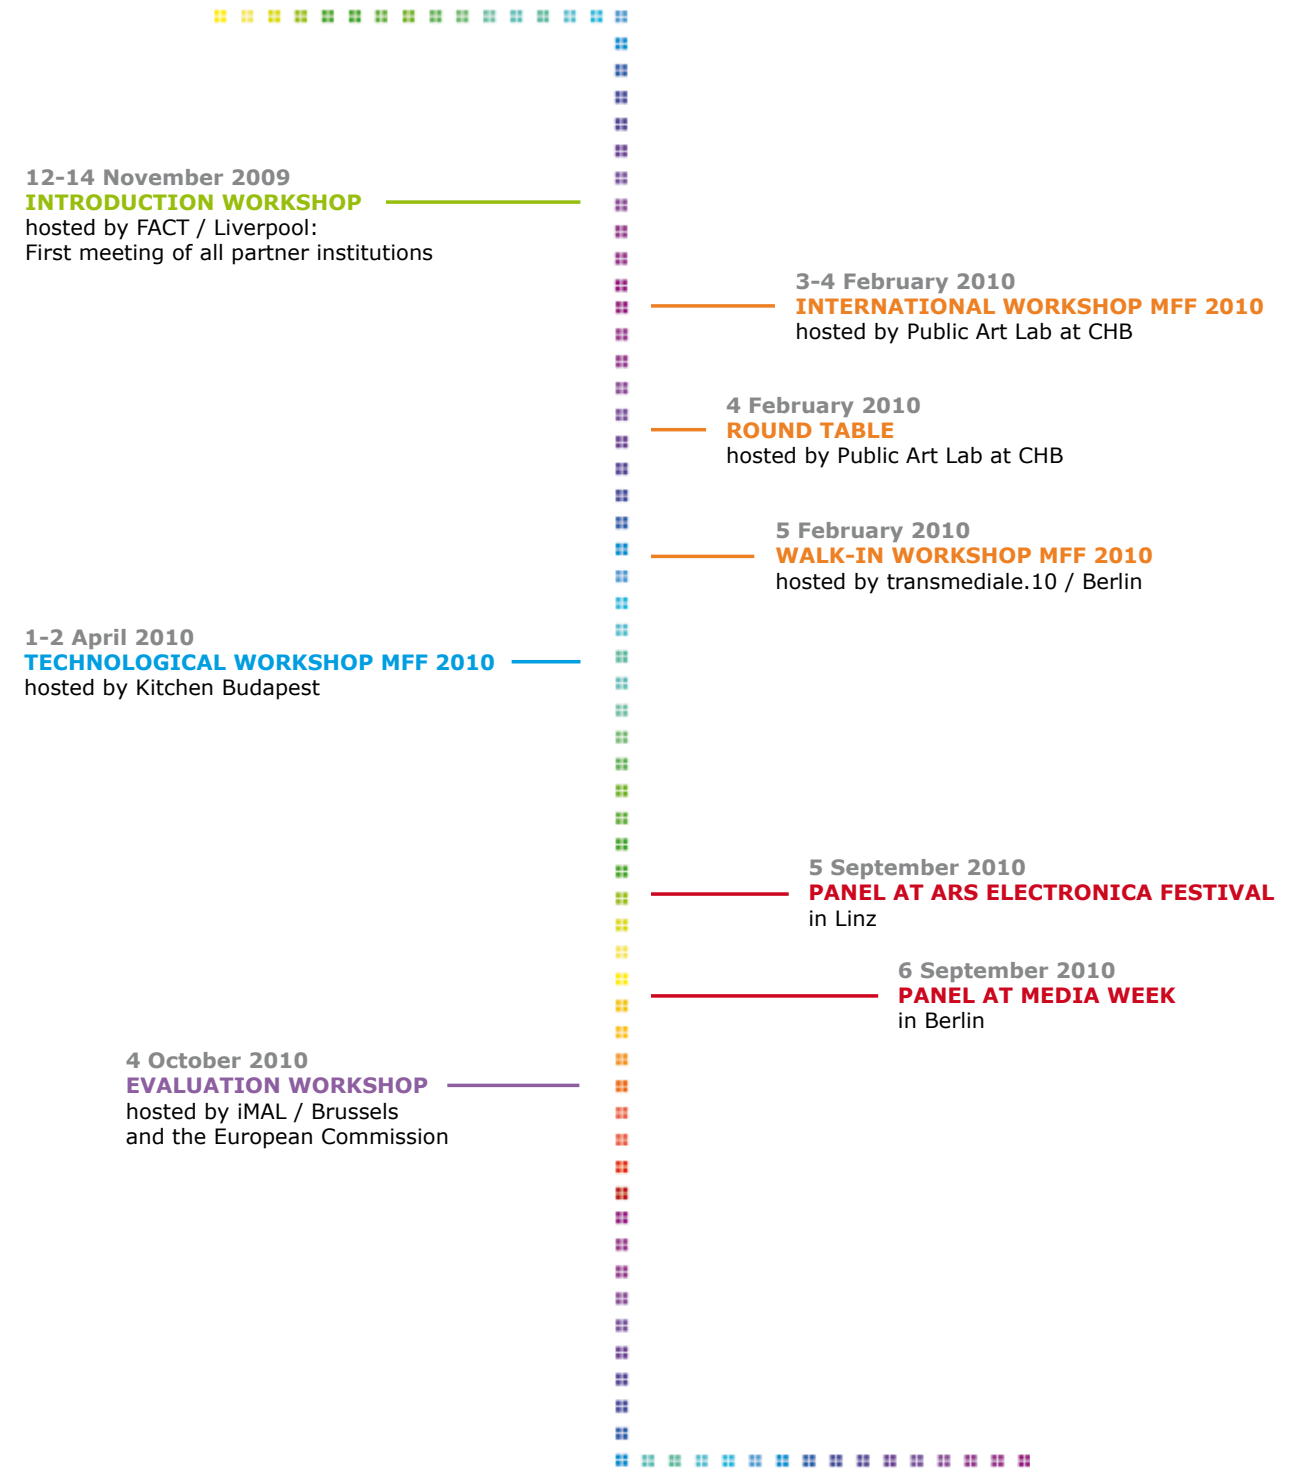 12-14 November 2009
INTRODUCTION WORKSHOP
hosted by FACT / Liverpool:
First meeting of all partner institutions
3-4 February 2010
INTERNATIONAL WORKSHOP MFF 2010
hosted by Public Art Lab at CHB
4 February 2010
ROUND TABLE
hosted by Public Art Lab at CHB
5 February 2010
WALK-IN WORKSHOP MFF 2010
hosted by transmediale.10 / Berlin
1-2 April 2010
TECHNOLOGICAL WORKSHOP MFF 2010
hosted by Kitchen Budapest
5 September 2010
PANEL AT ARS ELECTRONICA FESTIVAL
in Linz
6 September 2010
PANEL AT MEDIA WEEK
in Berlin
4 October 2010
EVALUATION WORKSHOP
hosted by iMAL / Brussels
and the European Commission